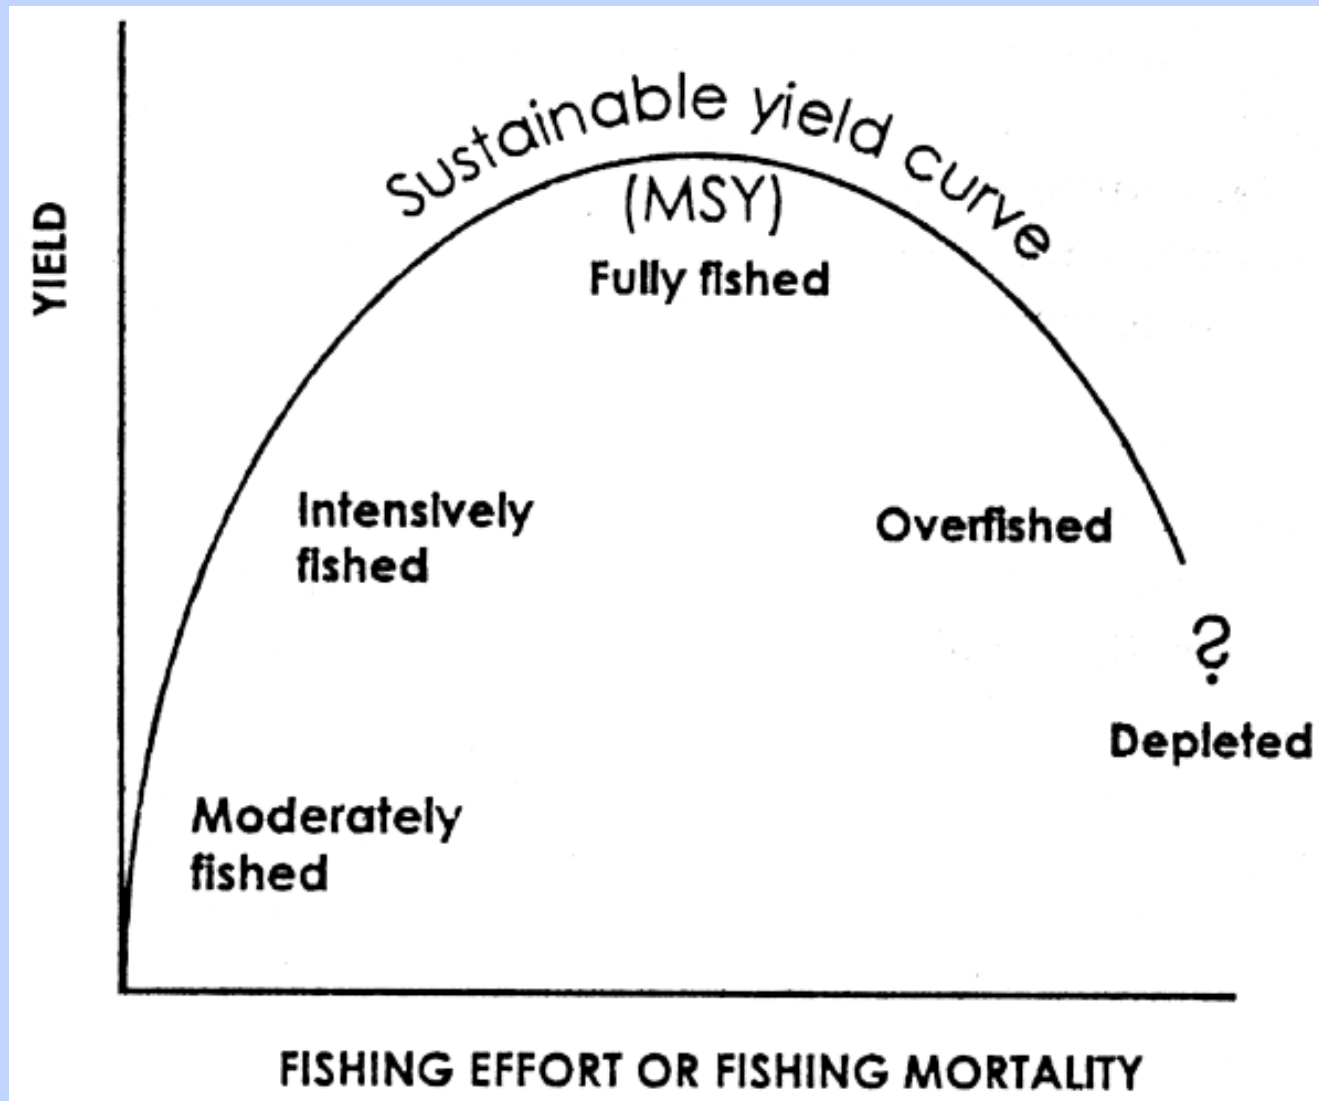 Sustainable yield curve
(MSY)
Fully fished
YIELD
Intensively
fished
Overfished
?
Depleted
Moderately
fished
FISHING EFFORT OR FISHING MORTALITY